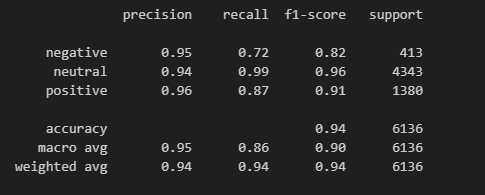 precision recall f1-score support
negative 0.95 0.72 0.82 413
neutral 0.94 0.99 0.96 4343
positive 0.96 0.87 0.91 1380
accuracy 0.94 6136
macro avg 0.95 0.86 0.90 6136
weighted avg 0.94 0.94 0.94 6136